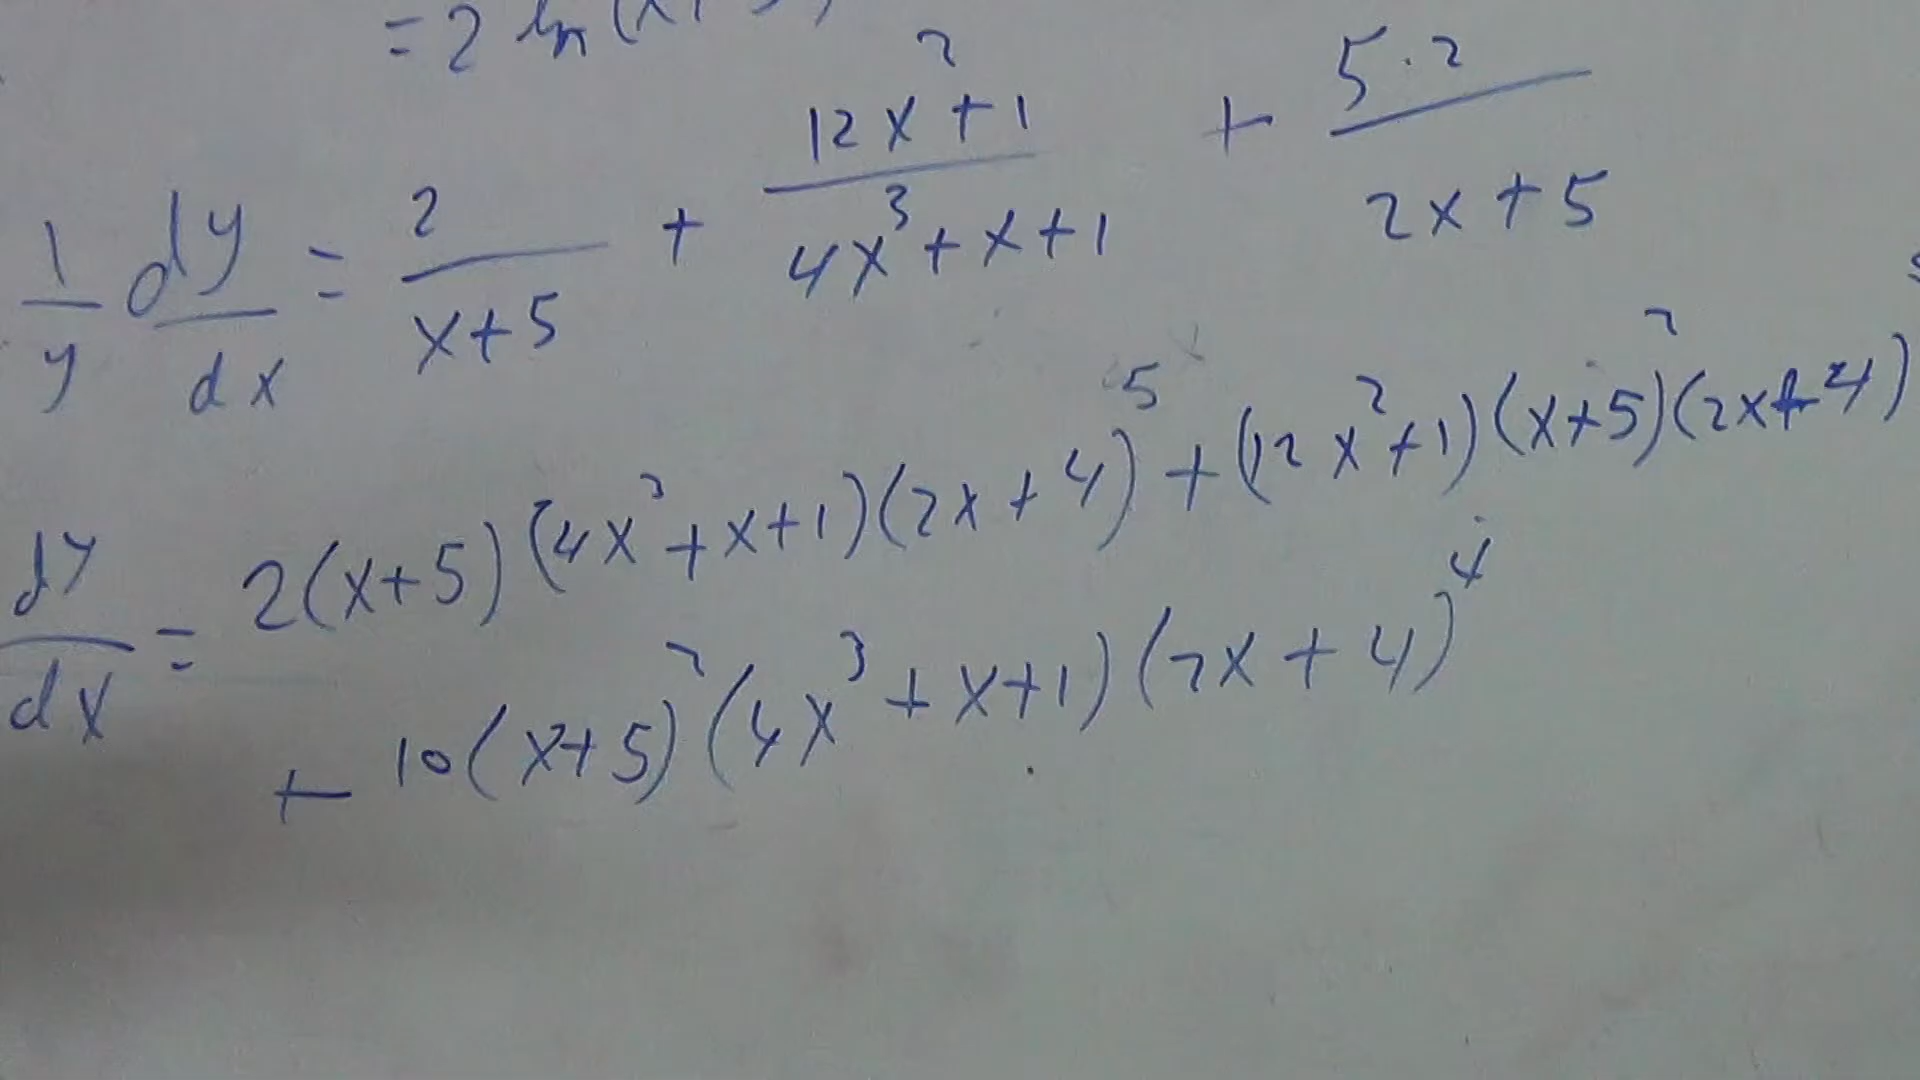 = 2 ln (x+
1/y dy/dx = 2/(x+5) + (12x²+1)/(4x³+x+1) + 5·2/(2x+5)
dy/dx = 2(x+5)(4x³+x+1)(2x+4)⁵ + (12x²+1)(x+5)²(2x+4)
+ 10(x+5)²(4x³+x+1)(2x+4)⁴